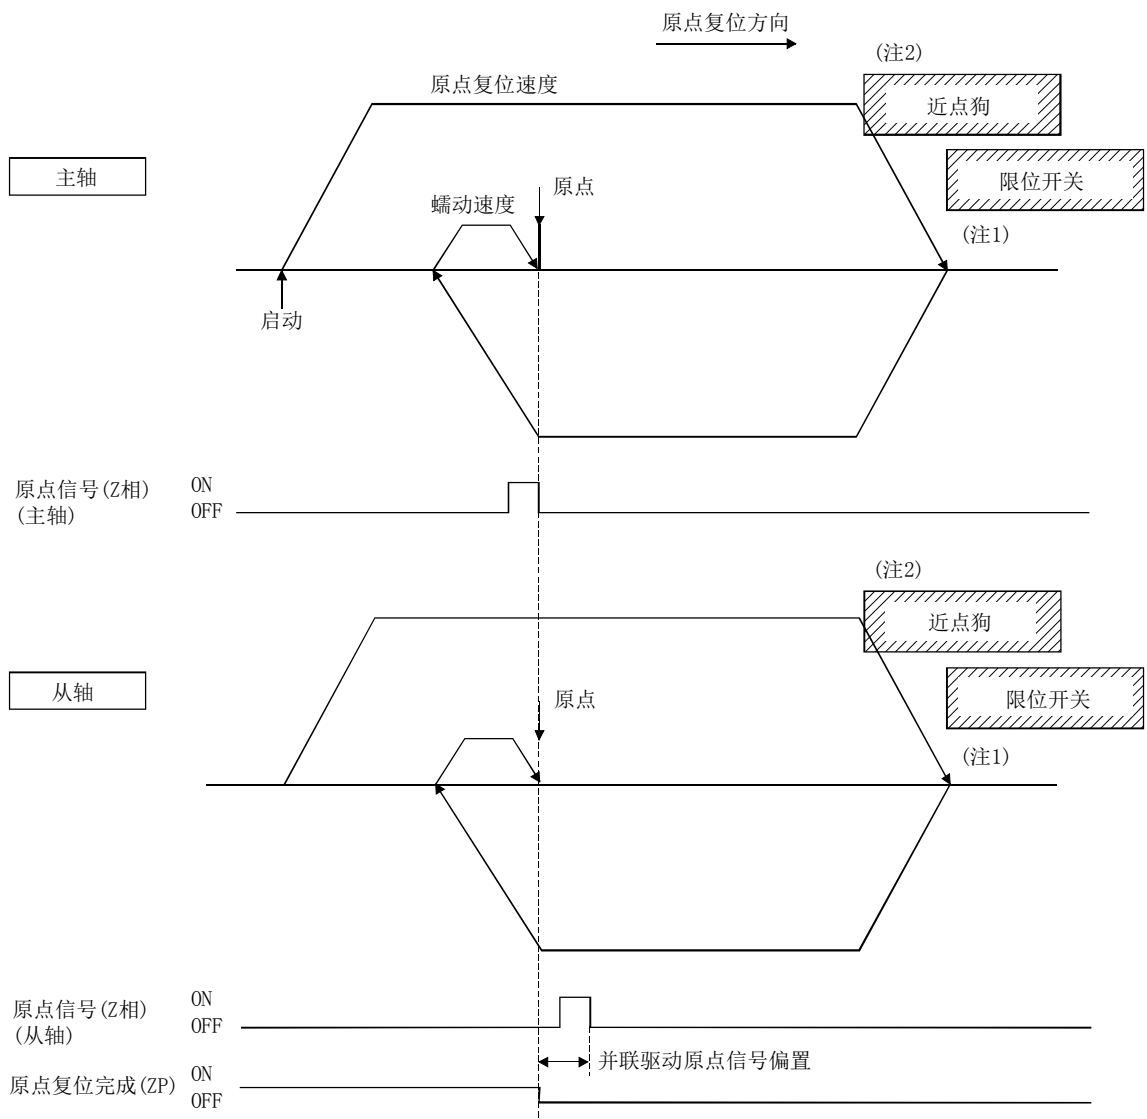 原点复位方向
(注2)
原点复位速度
近点狗
主轴
限位开关
原点
蠕动速度
(注1)
启动
原点信号(Z相)
(主轴)
ON
OFF
(注2)
近点狗
从轴
限位开关
原点
(注1)
原点信号(Z相)
(从轴)
ON
OFF
并联驱动原点信号偏置
原点复位完成(ZP)
ON
OFF